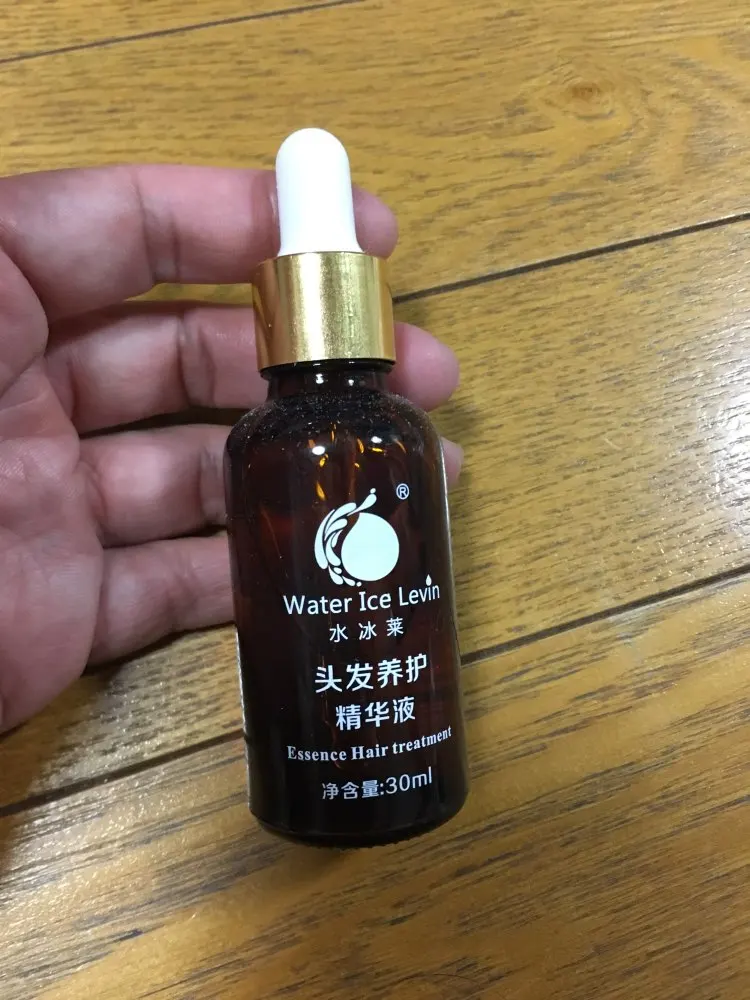 ®
Water Ice Levin
水冰莱
头发养护
精华液
Essence Hair treatment
净含量:30ml